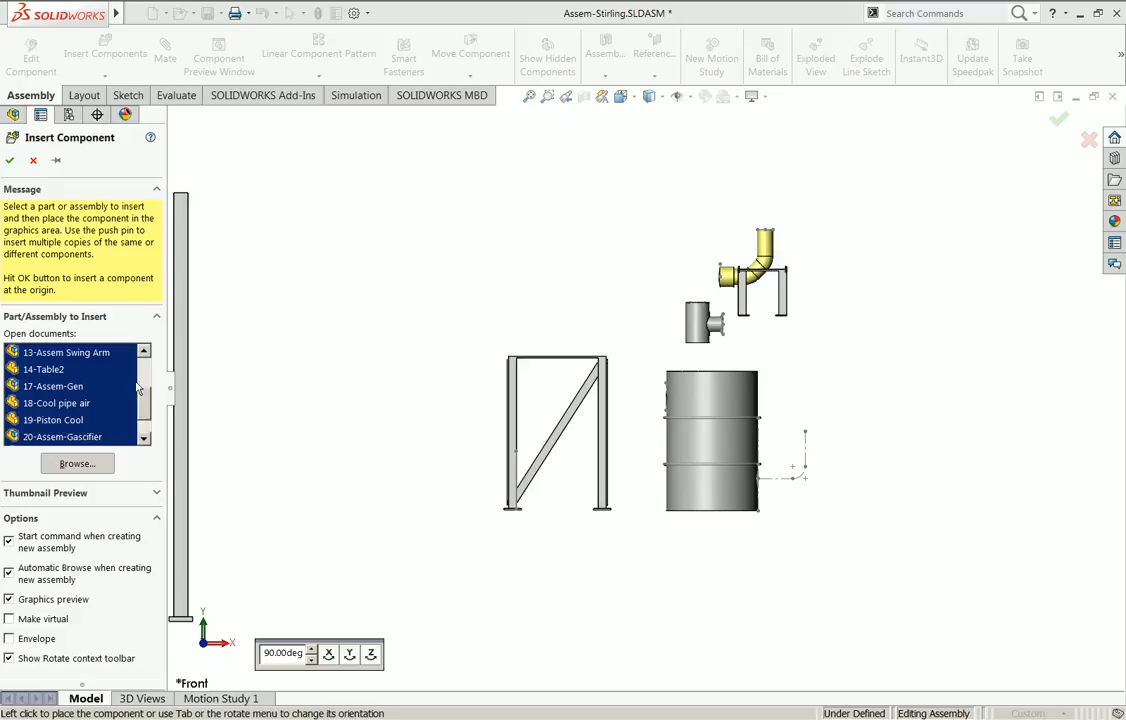 SOLIDWORKS
Assem-Stirling.SLDASM *
Search Commands
Edit Component
Insert Components
Mate
Component Preview Window
Linear Component Pattern
Smart Fasteners
Move Component
Show Hidden Components
Assemb...
Referenc...
New Motion Study
Bill of Materials
Exploded View
Explode Line Sketch
Instant3D
Update Speedpak
Take Snapshot
Assembly
Layout
Sketch
Evaluate
SOLIDWORKS Add-Ins
Simulation
SOLIDWORKS MBD
Insert Component
Message
Select a part or assembly to insert
and then place the component in the
graphics area. Use the push pin to
insert multiple copies of the same or
different components.
Hit OK button to insert a component
at the origin.
Part/Assembly to Insert
Open documents:
13-Assem Swing Arm
14-Table2
17-Assem-Gen
18-Cool pipe air
19-Piston Cool
20-Assem-Gascifier
Browse...
Thumbnail Preview
Options
Start command when creating
new assembly
Automatic Browse when creating
new assembly
Graphics preview
Make virtual
Envelope
Show Rotate context toolbar
Y
X
90.00deg
X
Y
Z
*Front
Model
3D Views
Motion Study 1
Left click to place the component or use Tab or the rotate menu to change its orientation
Under Defined
Editing Assembly
Custom